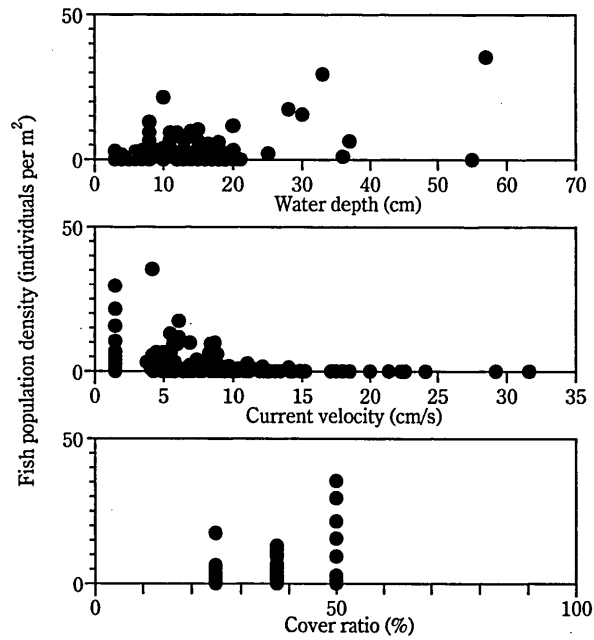 Fish population density (individuals per m²)
50
0
0 10 20 30 40 50 60 70
Water depth (cm)
50
0
0 5 10 15 20 25 30 35
Current velocity (cm/s)
50
0
0 50 100
Cover ratio (%)